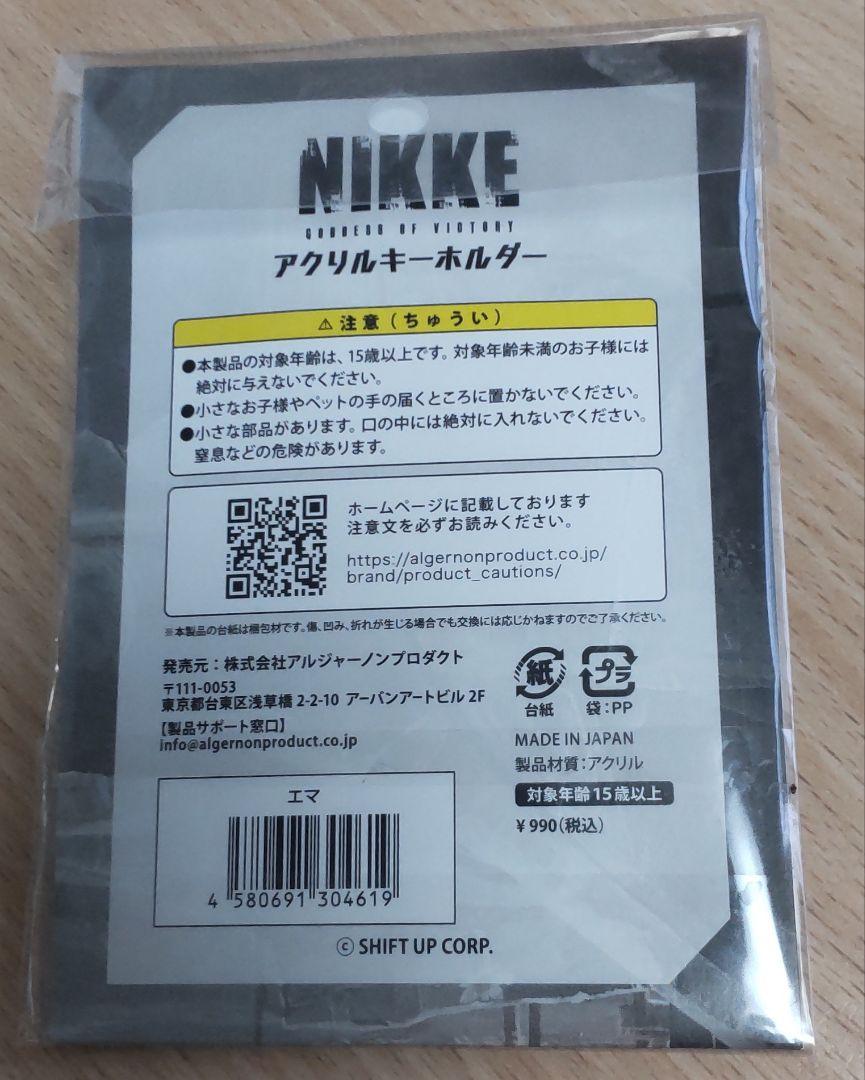 NIKKE
GODDESS OF VICTORY
アクリルキーホルダー
⚠注意(ちゅうい)
●本製品の対象年齢は、15歳以上です。対象年齢未満のお子様には
絶対に与えないでください。
●小さなお子様やペットの手の届くところに置かないでください。
●小さな部品があります。口の中には絶対に入れないでください。
窒息などの危険があります。
ホームページに記載しております
注意文を必ずお読みください。
https://algernonproduct.co.jp/
brand/product_cautions/
※本製品の台紙は梱包材です。傷、凹み、折れが生じる場合でも交換には応じかねますのでご了承ください。
発売元：株式会社アルジャーノンプロダクト
〒111-0053
東京都台東区浅草橋 2-2-10 アーバンアートビル 2F
【製品サポート窓口】
info@algernonproduct.co.jp
紙
台紙
プラ
袋：PP
MADE IN JAPAN
製品材質：アクリル
対象年齢15歳以上
¥990(税込)
エマ
4 580691 304619
© SHIFT UP CORP.